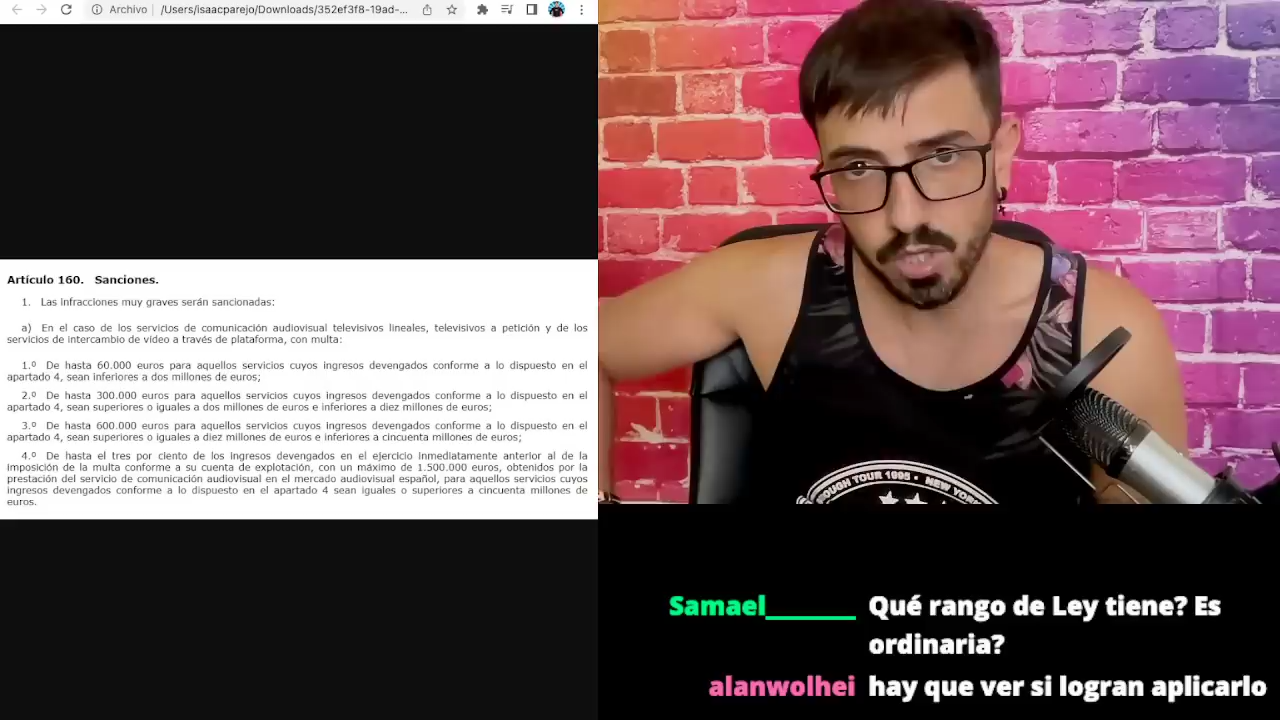 Archivo
/Users/isaacparejo/Downloads/352ef3f8-19ad-...
Artículo 160. Sanciones.
1. Las infracciones muy graves serán sancionadas:
a) En el caso de los servicios de comunicación audiovisual televisivos lineales, televisivos a petición y de los
servicios de intercambio de vídeo a través de plataforma, con multa:
1.º De hasta 60.000 euros para aquellos servicios cuyos ingresos devengados conforme a lo dispuesto en el
apartado 4, sean inferiores a dos millones de euros;
2.º De hasta 300.000 euros para aquellos servicios cuyos ingresos devengados conforme a lo dispuesto en el
apartado 4, sean superiores o iguales a dos millones de euros e inferiores a diez millones de euros;
3.º De hasta 600.000 euros para aquellos servicios cuyos ingresos devengados conforme a lo dispuesto en el
apartado 4, sean superiores o iguales a diez millones de euros e inferiores a cincuenta millones de euros;
4.º De hasta el tres por ciento de los ingresos devengados en el ejercicio inmediatamente anterior al de la
imposición de la multa conforme a su cuenta de explotación, con un máximo de 1.500.000 euros, obtenidos por la
prestación del servicio de comunicación audiovisual en el mercado audiovisual español, para aquellos servicios cuyos
ingresos devengados conforme a lo dispuesto en el apartado 4 sean iguales o superiores a cincuenta millones de
euros.
TOUR 1995 • NEW YORK
Samael______ Qué rango de Ley tiene? Es
ordinaria?
alanwolhei hay que ver si logran aplicarlo